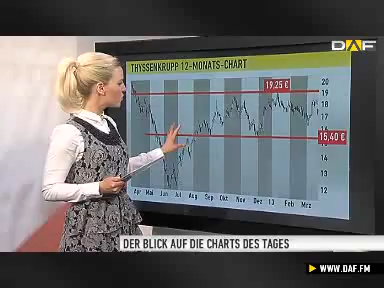 DAF
THYSSENKRUPP 12-MONATS-CHART
19,25 €
15,40 €
20
19
18
17
16
15
13
12
Apr Mai Jun Jul Aug Sep Okt Nov Dez 13 Feb Mrz
DER BLICK AUF DIE CHARTS DES TAGES
WWW.DAF.FM